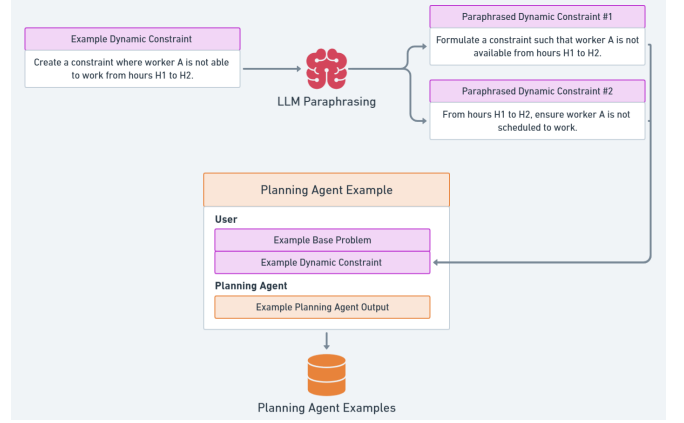 Example Dynamic Constraint
Create a constraint where worker A is not able
to work from hours H1 to H2.
LLM Paraphrasing
Paraphrased Dynamic Constraint #1
Formulate a constraint such that worker A is not
available from hours H1 to H2.
Paraphrased Dynamic Constraint #2
From hours H1 to H2, ensure worker A is not
scheduled to work.
Planning Agent Example
User
Example Base Problem
Example Dynamic Constraint
Planning Agent
Example Planning Agent Output
Planning Agent Examples